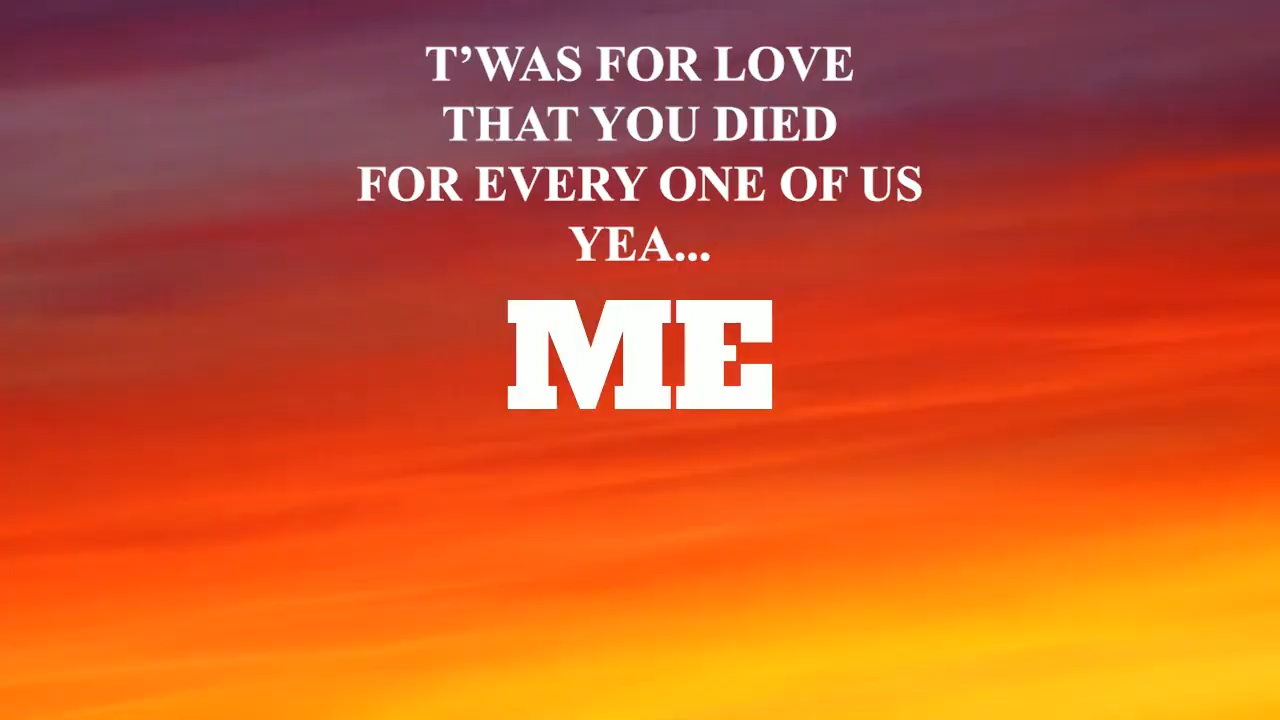 T’WAS FOR LOVE
THAT YOU DIED
FOR EVERY ONE OF US
YEA...
ME